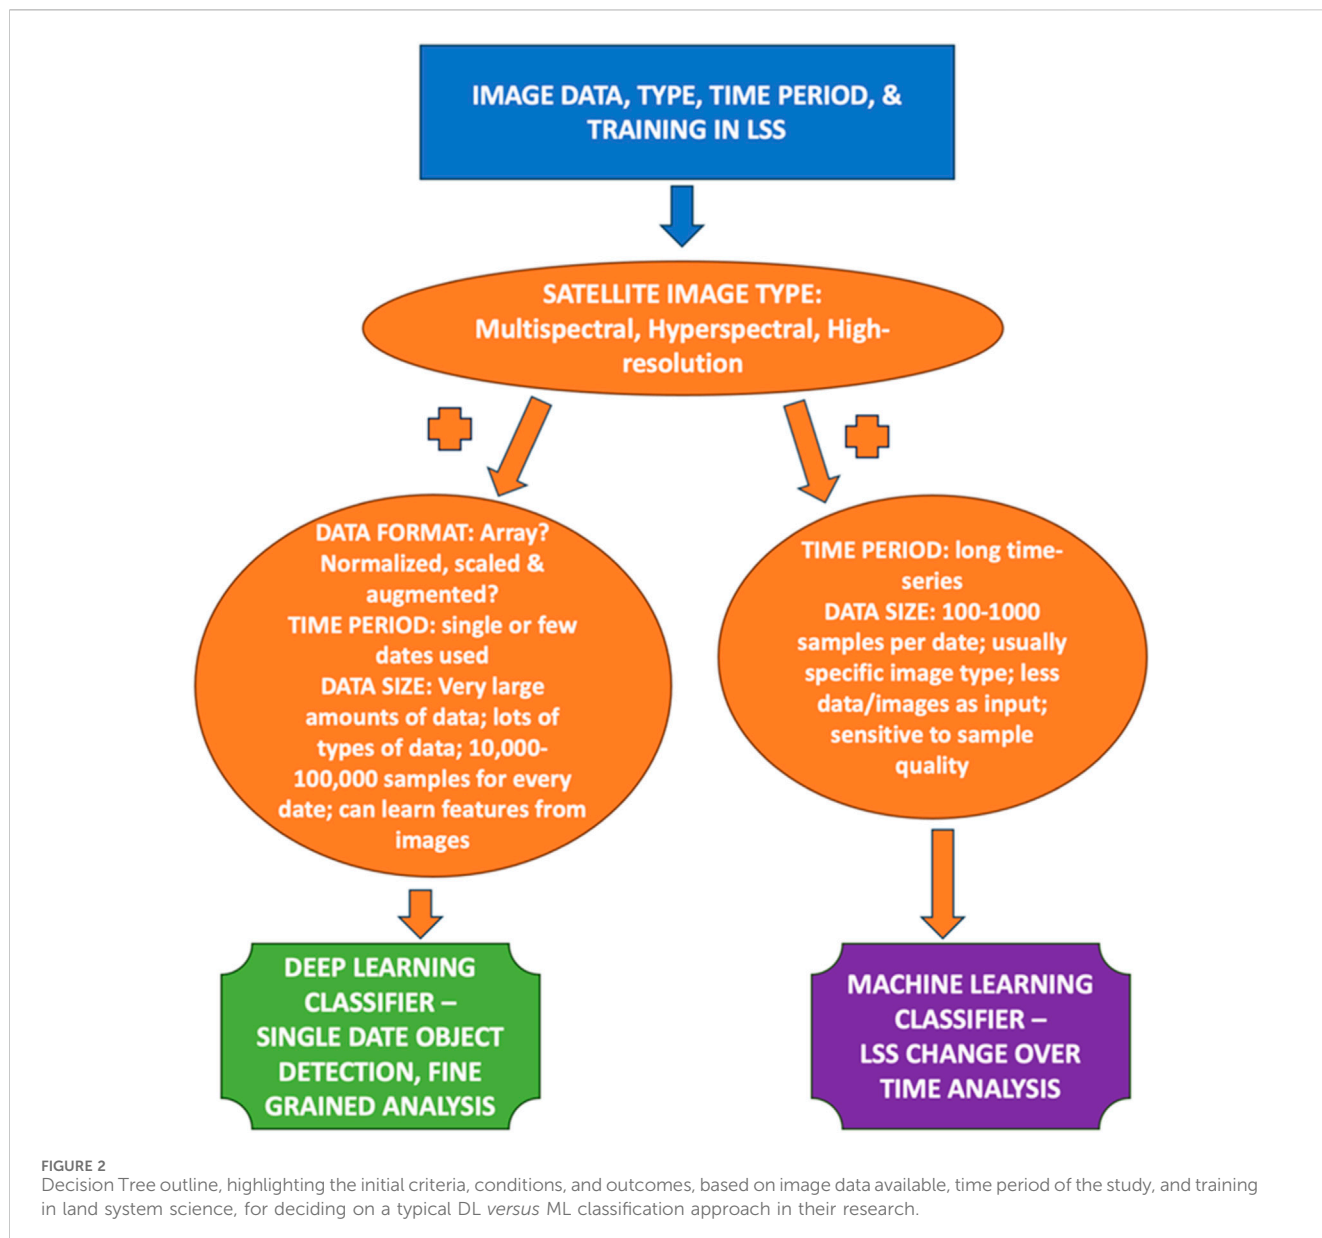 IMAGE DATA, TYPE, TIME PERIOD, &
TRAINING IN LSS
SATELLITE IMAGE TYPE:
Multispectral, Hyperspectral, High-
resolution
DATA FORMAT: Array?
Normalized, scaled &
augmented?
TIME PERIOD: single or few
dates used
DATA SIZE: Very large
amounts of data; lots of
types of data; 10,000-
100,000 samples for every
date; can learn features from
images
TIME PERIOD: long time-
series
DATA SIZE: 100-1000
samples per date; usually
specific image type; less
data/images as input;
sensitive to sample
quality
DEEP LEARNING
CLASSIFIER –
SINGLE DATE OBJECT
DETECTION, FINE
GRAINED ANALYSIS
MACHINE LEARNING
CLASSIFIER –
LSS CHANGE OVER
TIME ANALYSIS
FIGURE 2
Decision Tree outline, highlighting the initial criteria, conditions, and outcomes, based on image data available, time period of the study, and training
in land system science, for deciding on a typical DL versus ML classification approach in their research.